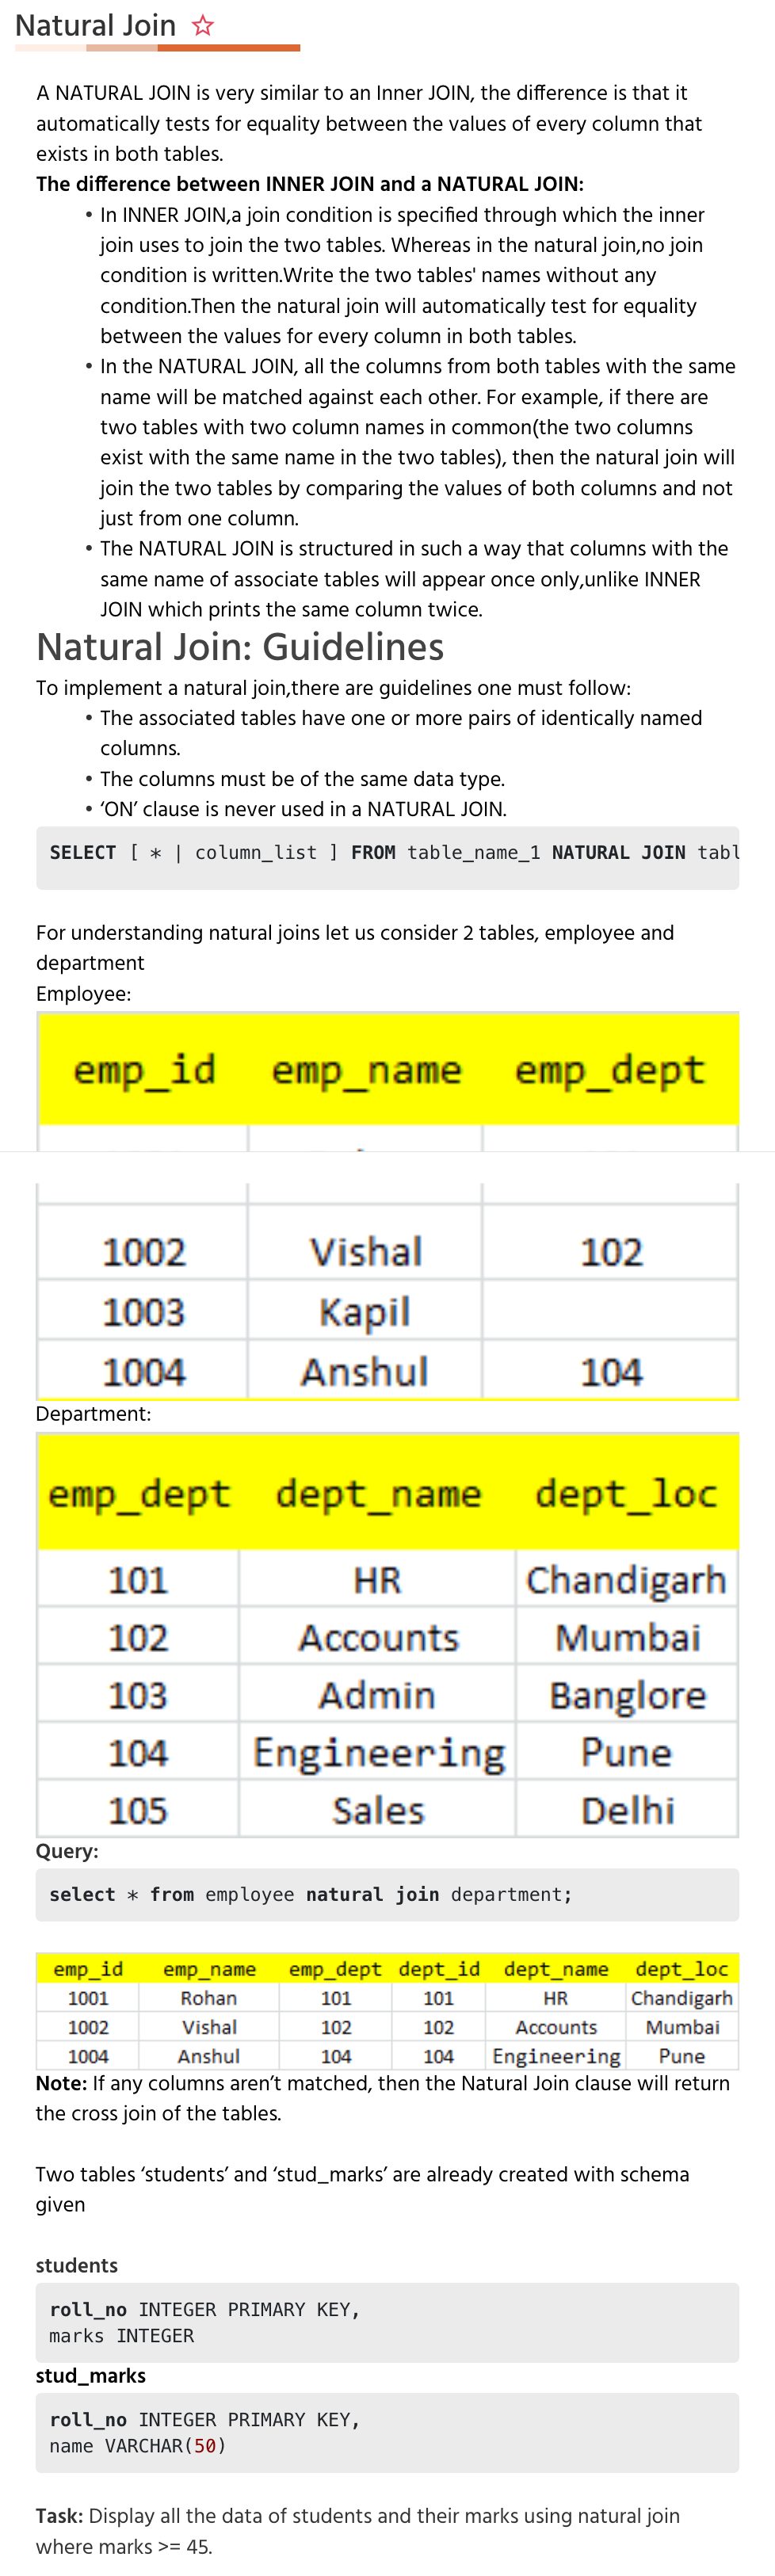 Natural Join
A NATURAL JOIN is very similar to an Inner JOIN, the difference is that it
automatically tests for equality between the values of every column that
exists in both tables.
The difference between INNER JOIN and a NATURAL JOIN:
• In INNER JOIN,a join condition is specified through which the inner
join uses to join the two tables. Whereas in the natural join,no join
condition is written.Write the two tables' names without any
condition.Then the natural join will automatically test for equality
between the values for every column in both tables.
• In the NATURAL JOIN, all the columns from both tables with the same
name will be matched against each other. For example, if there are
two tables with two column names in common(the two columns
exist with the same name in the two tables), then the natural join will
join the two tables by comparing the values of both columns and not
just from one column.
• The NATURAL JOIN is structured in such a way that columns with the
same name of associate tables will appear once only,unlike INNER
JOIN which prints the same column twice.
Natural Join: Guidelines
To implement a natural join,there are guidelines one must follow:
• The associated tables have one or more pairs of identically named
columns.
• The columns must be of the same data type.
• ‘ON’ clause is never used in a NATURAL JOIN.
SELECT [ * | column_list ] FROM table_name_1 NATURAL JOIN tabl
For understanding natural joins let us consider 2 tables, employee and
department
Employee:
emp_id emp_name emp_dept
1002 Vishal 102
1003 Kapil
1004 Anshul 104
Department:
emp_dept dept_name dept_loc
101 HR Chandigarh
102 Accounts Mumbai
103 Admin Banglore
104 Engineering Pune
105 Sales Delhi
Query:
select * from employee natural join department;
emp_id emp_name emp_dept dept_id dept_name dept_loc
1001 Rohan 101 101 HR Chandigarh
1002 Vishal 102 102 Accounts Mumbai
1004 Anshul 104 104 Engineering Pune
Note: If any columns aren’t matched, then the Natural Join clause will return
the cross join of the tables.
Two tables ‘students’ and ‘stud_marks’ are already created with schema
given
students
roll_no INTEGER PRIMARY KEY,
marks INTEGER
stud_marks
roll_no INTEGER PRIMARY KEY,
name VARCHAR(50)
Task: Display all the data of students and their marks using natural join
where marks >= 45.